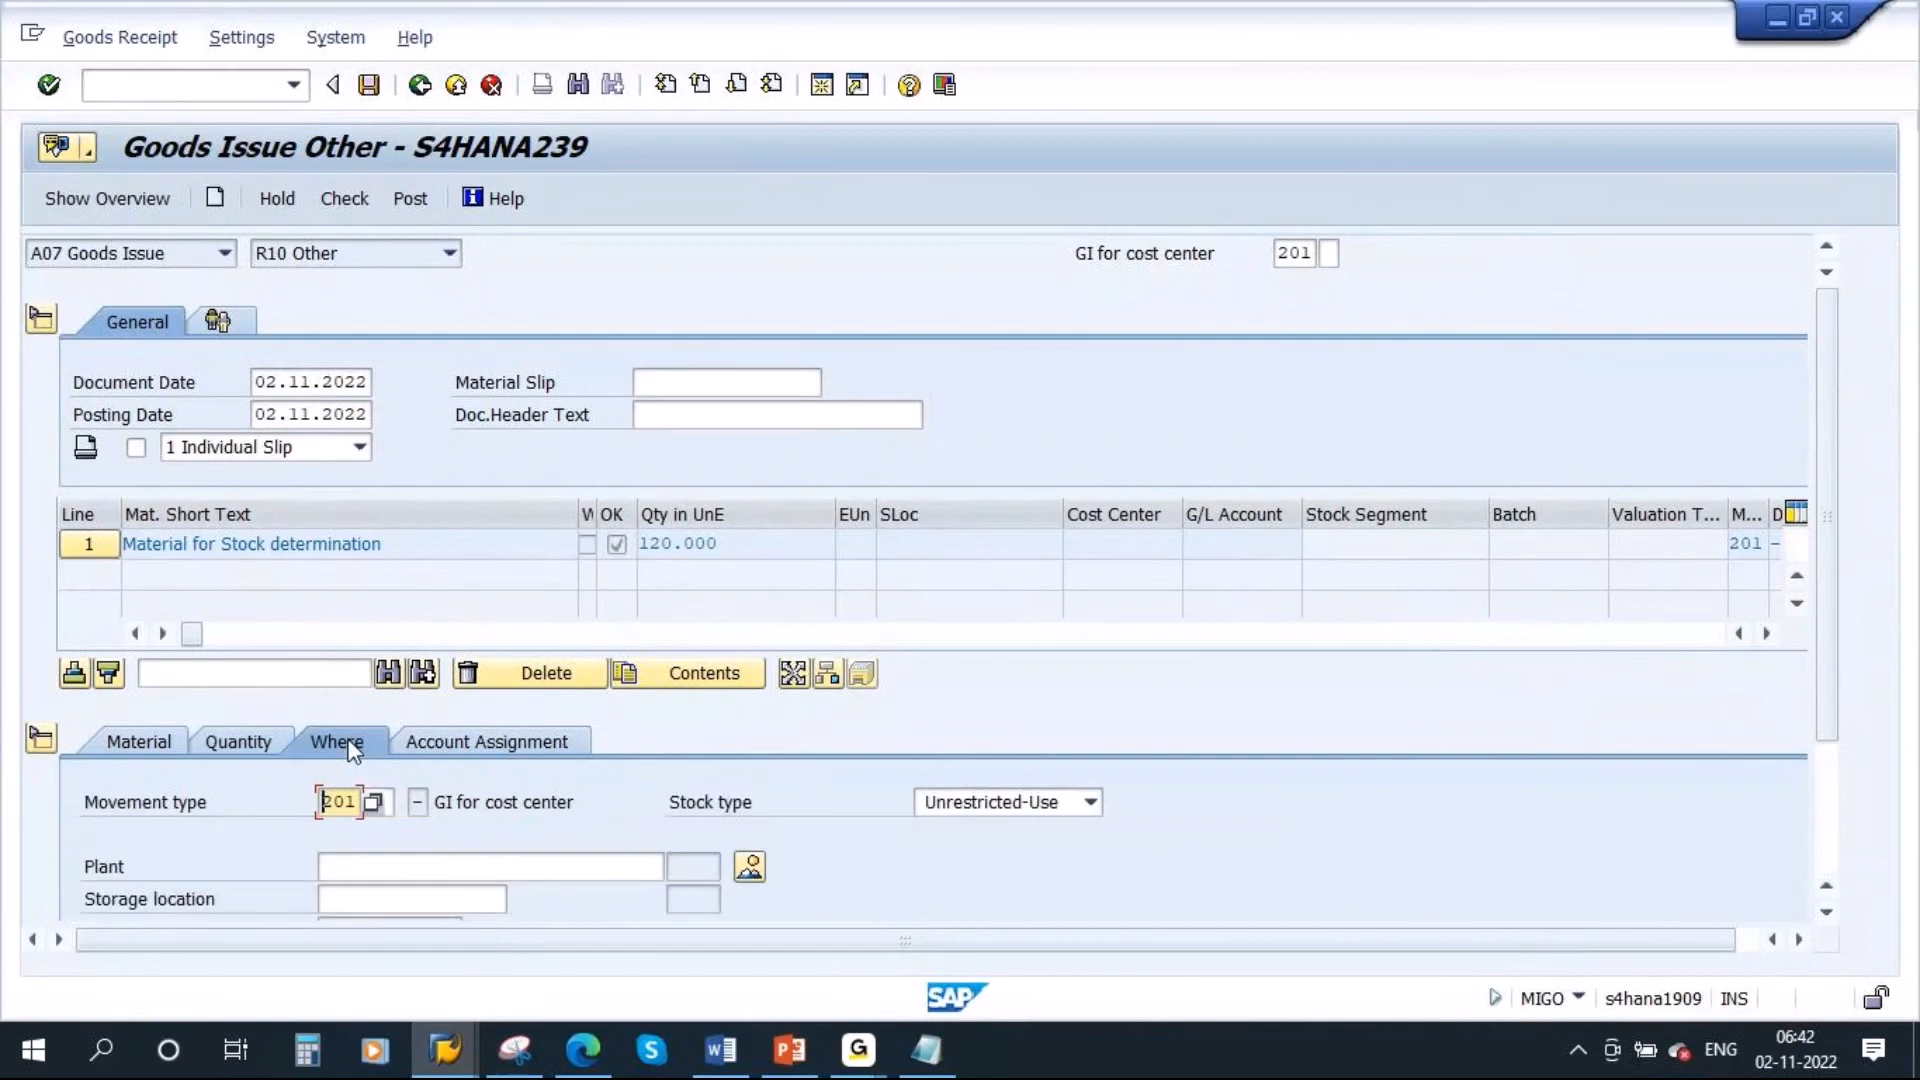 Goods Receipt Settings System Help
Goods Issue Other - S4HANA239
Show Overview Hold Check Post Help
A07 Goods Issue R10 Other GI for cost center 201
General
Document Date 02.11.2022 Material Slip
Posting Date 02.11.2022 Doc.Header Text
1 Individual Slip
Line Mat. Short Text W OK Qty in UnE EUn SLoc Cost Center G/L Account Stock Segment Batch Valuation T... M... D
1 Material for Stock determination 120.000 201 -
Delete Contents
Material Quantity Where Account Assignment
Movement type 201 - GI for cost center Stock type Unrestricted-Use
Plant
Storage location
SAP
MIGO s4hana1909 INS
ENG 06:42
02-11-2022